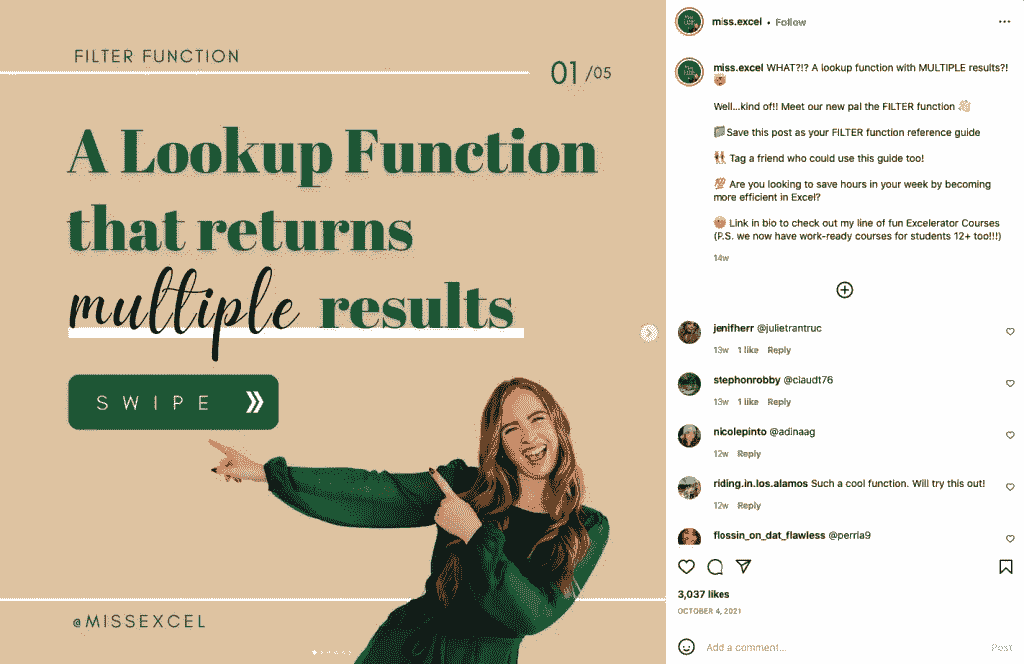 FILTER FUNCTION
01 /05
A Lookup Function
that returns
multiple results
SWIPE
@MISSEXCEL
miss.excel • Follow
miss.excel WHAT?!? A lookup function with MULTIPLE results?!
Well...kind of!! Meet our new pal the FILTER function
Save this post as your FILTER function reference guide
Tag a friend who could use this guide too!
Are you looking to save hours in your week by becoming
more efficient in Excel?
Link in bio to check out my line of fun Excelerator Courses
(P.S. we now have work-ready courses for students 12+ too!!!)
14w
jenifherr @julietrantruc
13w 1 like Reply
stephonrobby @claudt76
13w 1 like Reply
nicolepinto @adinaag
12w Reply
riding.in.los.alamos Such a cool function. Will try this out!
12w Reply
flossin_on_dat_flawless @perria9
3,037 likes
OCTOBER 4, 2021
Add a comment...
Post